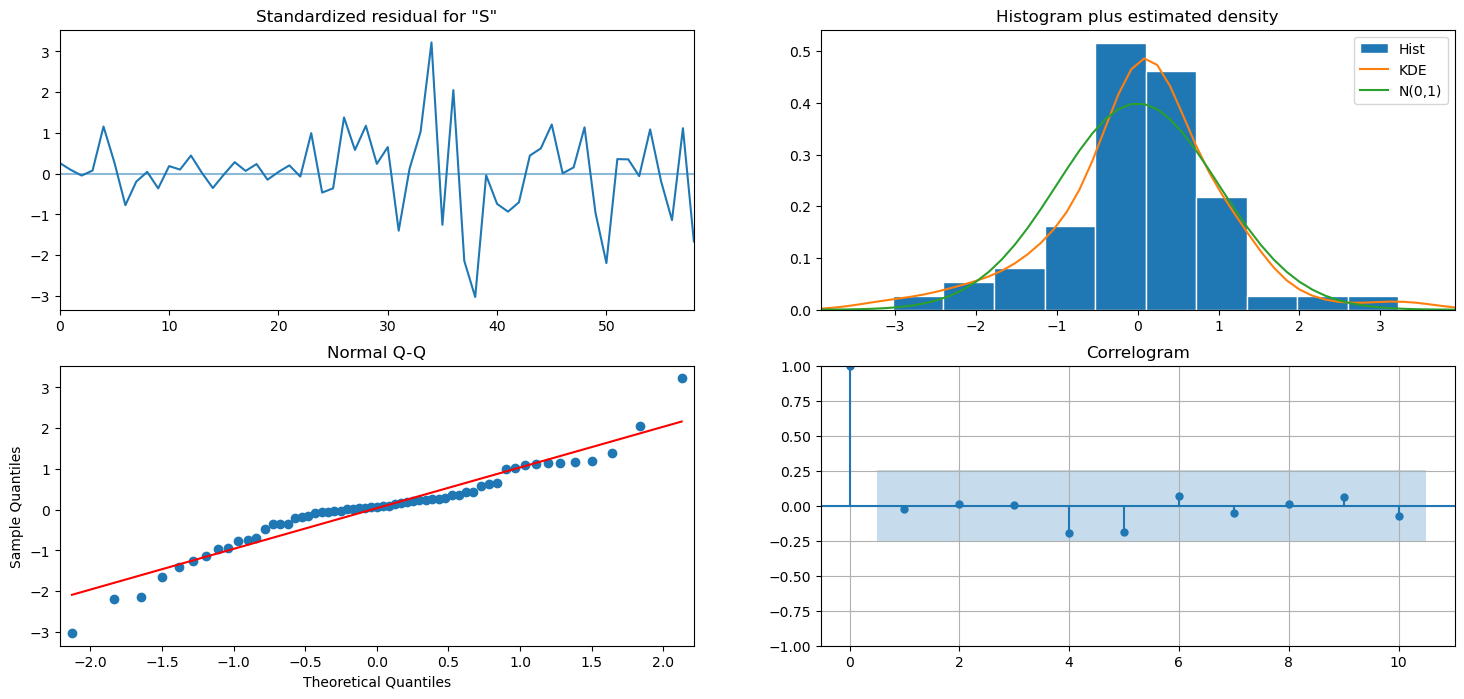 Standardized residual for "S"
3
2
1
0
−1
−2
−3
0 10 20 30 40 50
Histogram plus estimated density
Hist
KDE
N(0,1)
0.5
0.4
0.3
0.2
0.1
0.0
−3 −2 −1 0 1 2 3
Normal Q-Q
Sample Quantiles
3
2
1
0
−1
−2
−3
−2.0 −1.5 −1.0 −0.5 0.0 0.5 1.0 1.5 2.0
Theoretical Quantiles
Correlogram
1.00
0.75
0.50
0.25
0.00
−0.25
−0.50
−0.75
−1.00
0 2 4 6 8 10